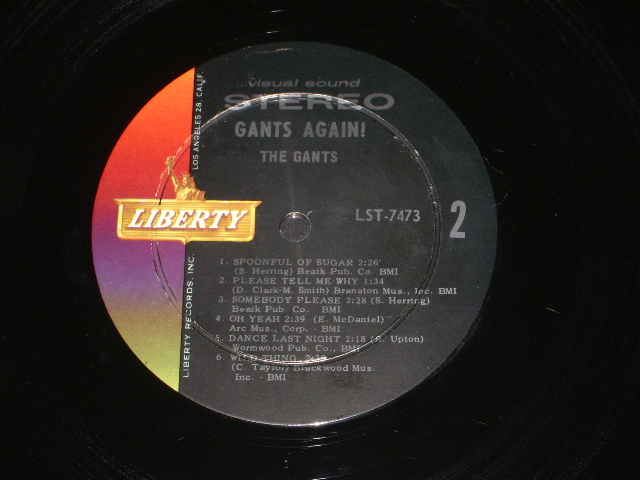 ...visual sound
STEREO
GANTS AGAIN!
THE GANTS
LIBERTY
LST-7473
2
1. SPOONFUL OF SUGAR 2:26
(S. Herring) Beaik Pub. Co. BMI
2. PLEASE TELL ME WHY 1:34
(D. Clark-M. Smith) Branston Mus., Inc. BMI
3. SOMEBODY PLEASE 2:28 (S. Herring)
Beaik Pub. Co. BMI
4. OH YEAH 2:39 (E. McDaniel)
Arc Mus., Corp. - BMI
5. DANCE LAST NIGHT 2:18 (R. Upton)
Wormwood Pub. Co., BMI
6. WILD THING 2:39
(C. Taylor) Blackwood Mus.
Inc. - BMI
LIBERTY RECORDS, INC. LOS ANGELES 28, CALIF.